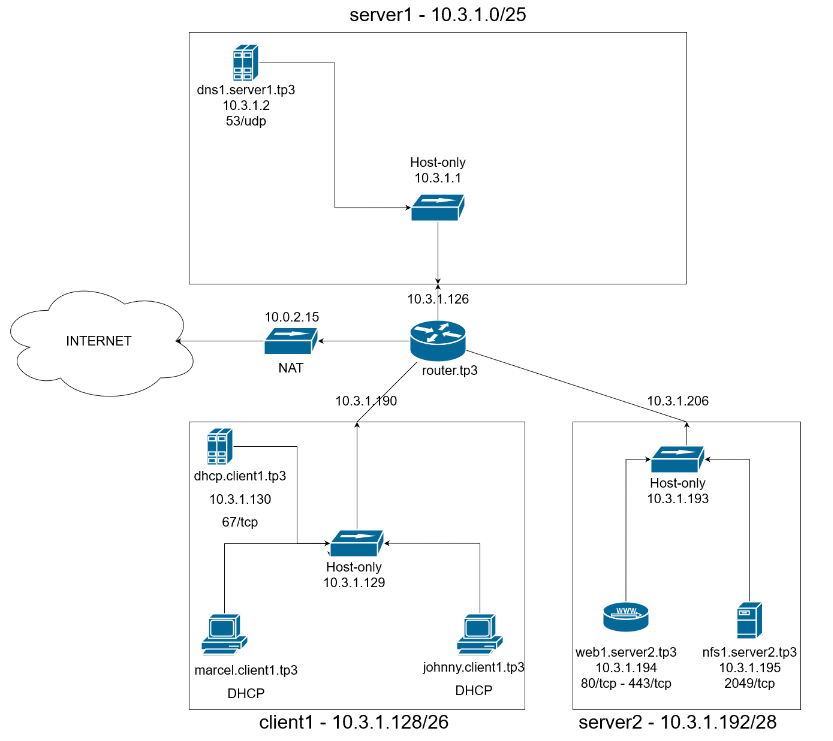 server1 - 10.3.1.0/25
dns1.server1.tp3
10.3.1.2
53/udp
Host-only
10.3.1.1
10.3.1.126
10.0.2.15
INTERNET
NAT
router.tp3
10.3.1.190
10.3.1.206
dhcp.client1.tp3
10.3.1.130
67/tcp
Host-only
10.3.1.129
marcel.client1.tp3
DHCP
johnny.client1.tp3
DHCP
client1 - 10.3.1.128/26
Host-only
10.3.1.193
WWW
web1.server2.tp3
10.3.1.194
80/tcp - 443/tcp
nfs1.server2.tp3
10.3.1.195
2049/tcp
server2 - 10.3.1.192/28